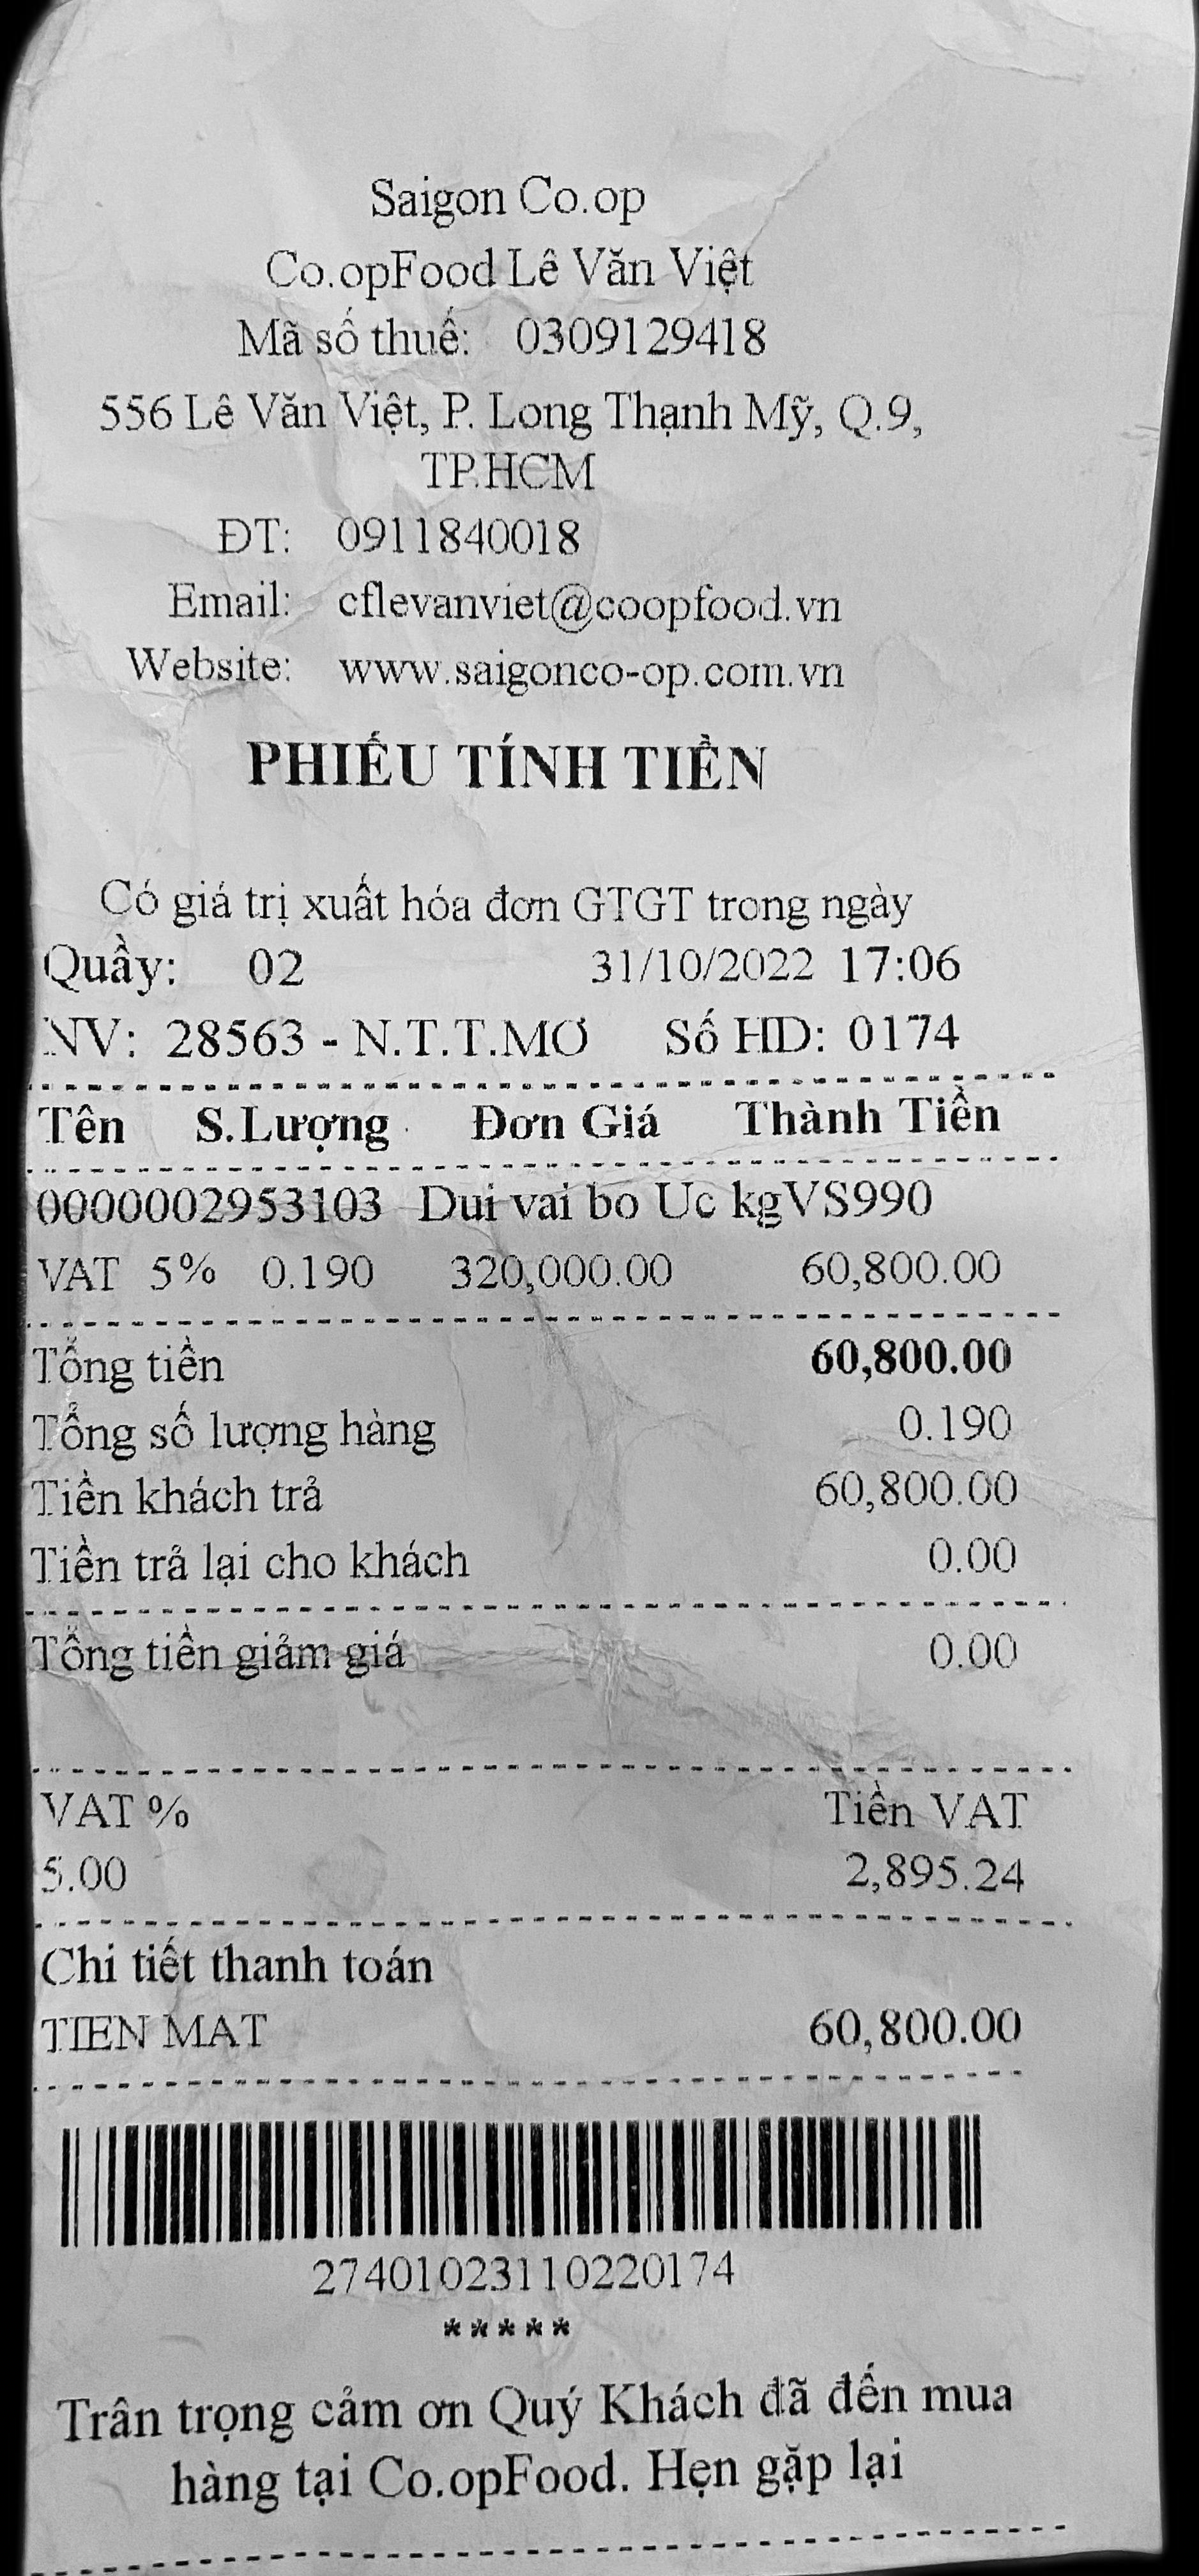 Saigon Co.op
Co.opFood Lê Văn Việt
Mã số thuế: 0309129418
556 Lê Văn Việt, P. Long Thạnh Mỹ, Q.9,
TP.HCM
ĐT: 0911840018
Email: cflevanviet@coopfood.vn
Website: www.saigonco-op.com.vn
PHIẾU TÍNH TIỀN
Có giá trị xuất hóa đơn GTGT trong ngày
Quầy: 02 31/10/2022 17:06
NV: 28563 - N.T.T.MƠ Số HD: 0174
Tên S.Lượng Đơn Giá Thành Tiền
0000002953103 Dui vai bo Uc kgVS990
VAT 5% 0.190 320,000.00 60,800.00
Tổng tiền 60,800.00
Tổng số lượng hàng 0.190
Tiền khách trả 60,800.00
Tiền trả lại cho khách 0.00
Tổng tiền giảm giá 0.00
VAT % Tiền VAT
5.00 2,895.24
Chi tiết thanh toán
TIEN MAT 60,800.00
27401023110220174
*****
Trân trọng cảm ơn Quý Khách đã đến mua
hàng tại Co.opFood. Hẹn gặp lại